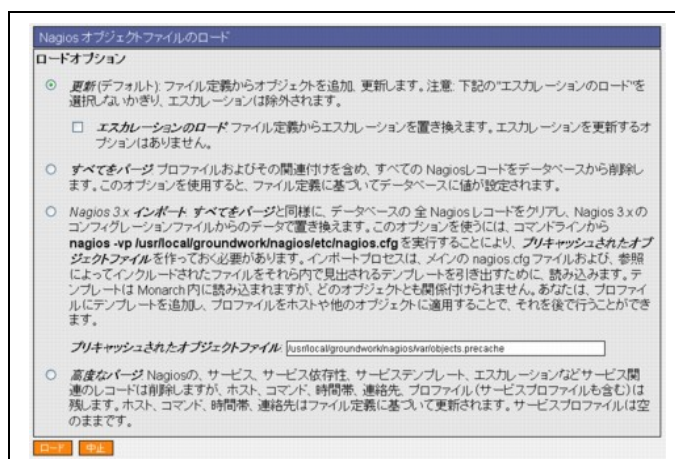 Nagios オブジェクトファイルのロード
ロードオプション
更新(デフォルト): ファイル定義からオブジェクトを追加, 更新します。注意: 下記の"エスカレーションのロード"を
選択しないかぎり、エスカレーションは除外されます。
エスカレーションのロード ファイル定義からエスカレーションを置き換えます。エスカレーションを更新するオ
プションはありません。
すべてをパージ プロファイルおよびその関連付けを含め、すべての Nagiosレコードをデータベースから削除し
ます。このオプションを使用すると、ファイル定義に基づいてデータベースに値が設定されます。
Nagios 3.x インポート すべてをパージと同様に、データベースの 全 Nagios レコードをクリアし、Nagios 3.x の
コンフィグレーションファイルからのデータで置き換えます。このオプションを使うには、コマンドラインから
nagios -vp /usr/local/groundwork/nagios/etc/nagios.cfg を実行することにより、プリキャッシュされたオブ
ジェクトファイルを作っておく必要があります。インポートプロセスは、メインの nagios.cfg ファイルおよび、参照
によってインクルードされたファイルをそれら内で見出されるテンプレートを引き出すために、読み込みます。テ
ンプレートは Monarch 内に読み込まれますが、どのオブジェクトとも関係付けられません。あなたは、プロファイ
ルにテンプレートを追加し、プロファイルをホストや他のオブジェクトに適用することで、それを後で行うことができ
ます。
プリキャッシュされたオブジェクトファイル: /usr/local/groundwork/nagios/var/objects.precache
高度なパージ Nagiosの、サービス、サービス依存性、サービステンプレート、エスカレーションなどサービス関
連のレコードは削除しますが、ホスト、コマンド、時間帯、連絡先、プロファイル(サービスプロファイルも含む)は
残します。ホスト、コマンド、時間帯、連絡先はファイル定義に基づいて更新されます。サービスプロファイルは空
のままです。
ロード 中止